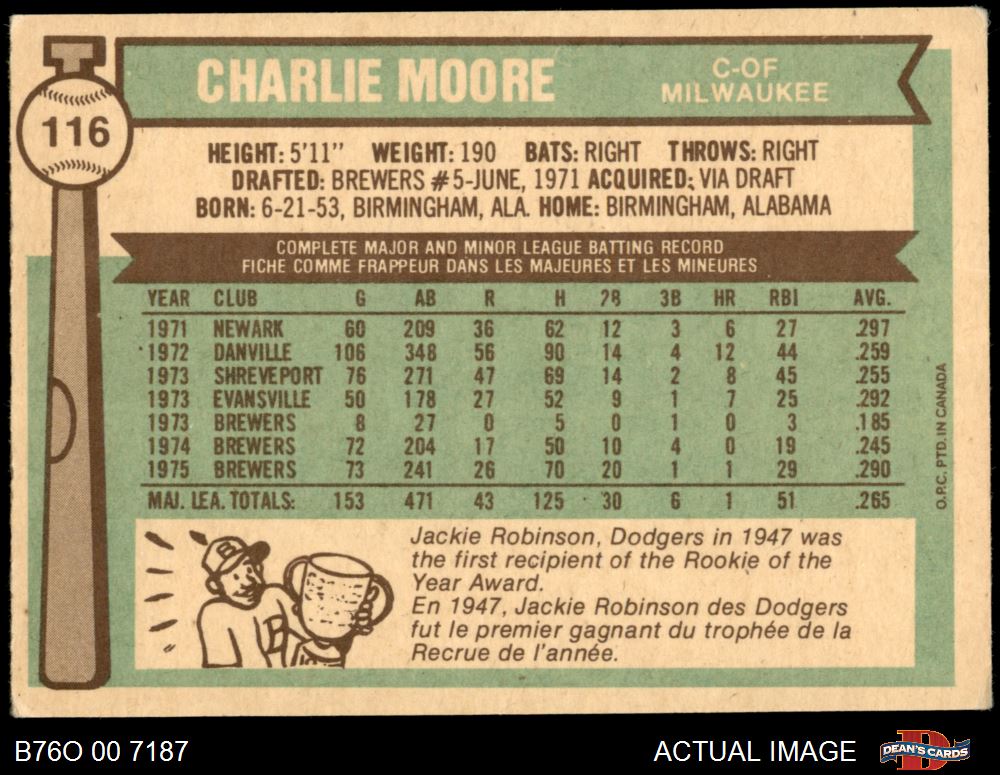 116
CHARLIE MOORE
C-OF
MILWAUKEE
HEIGHT: 5'11" WEIGHT: 190 BATS: RIGHT THROWS: RIGHT
DRAFTED: BREWERS #5-JUNE, 1971 ACQUIRED: VIA DRAFT
BORN: 6-21-53, BIRMINGHAM, ALA. HOME: BIRMINGHAM, ALABAMA
COMPLETE MAJOR AND MINOR LEAGUE BATTING RECORD
FICHE COMME FRAPPEUR DANS LES MAJEURES ET LES MINEURES
YEAR CLUB G AB R H 2B 3B HR RBI AVG.
1971 NEWARK 60 209 36 62 12 3 6 27 .297
1972 DANVILLE 106 348 56 90 14 4 12 44 .259
1973 SHREVEPORT 76 271 47 69 14 2 8 45 .255
1973 EVANSVILLE 50 178 27 52 9 1 7 25 .292
1973 BREWERS 8 27 0 5 0 1 0 3 .185
1974 BREWERS 72 204 17 50 10 4 0 19 .245
1975 BREWERS 73 241 26 70 20 1 1 29 .290
MAJ. LEA. TOTALS: 153 471 43 125 30 6 1 51 .265
O.P.C. PTD. IN CANADA
B
B
Jackie Robinson, Dodgers in 1947 was
the first recipient of the Rookie of the
Year Award.
En 1947, Jackie Robinson des Dodgers
fut le premier gagnant du trophée de la
Recrue de l'année.
B76O 00 7187
ACTUAL IMAGE
DEAN'S CARDS